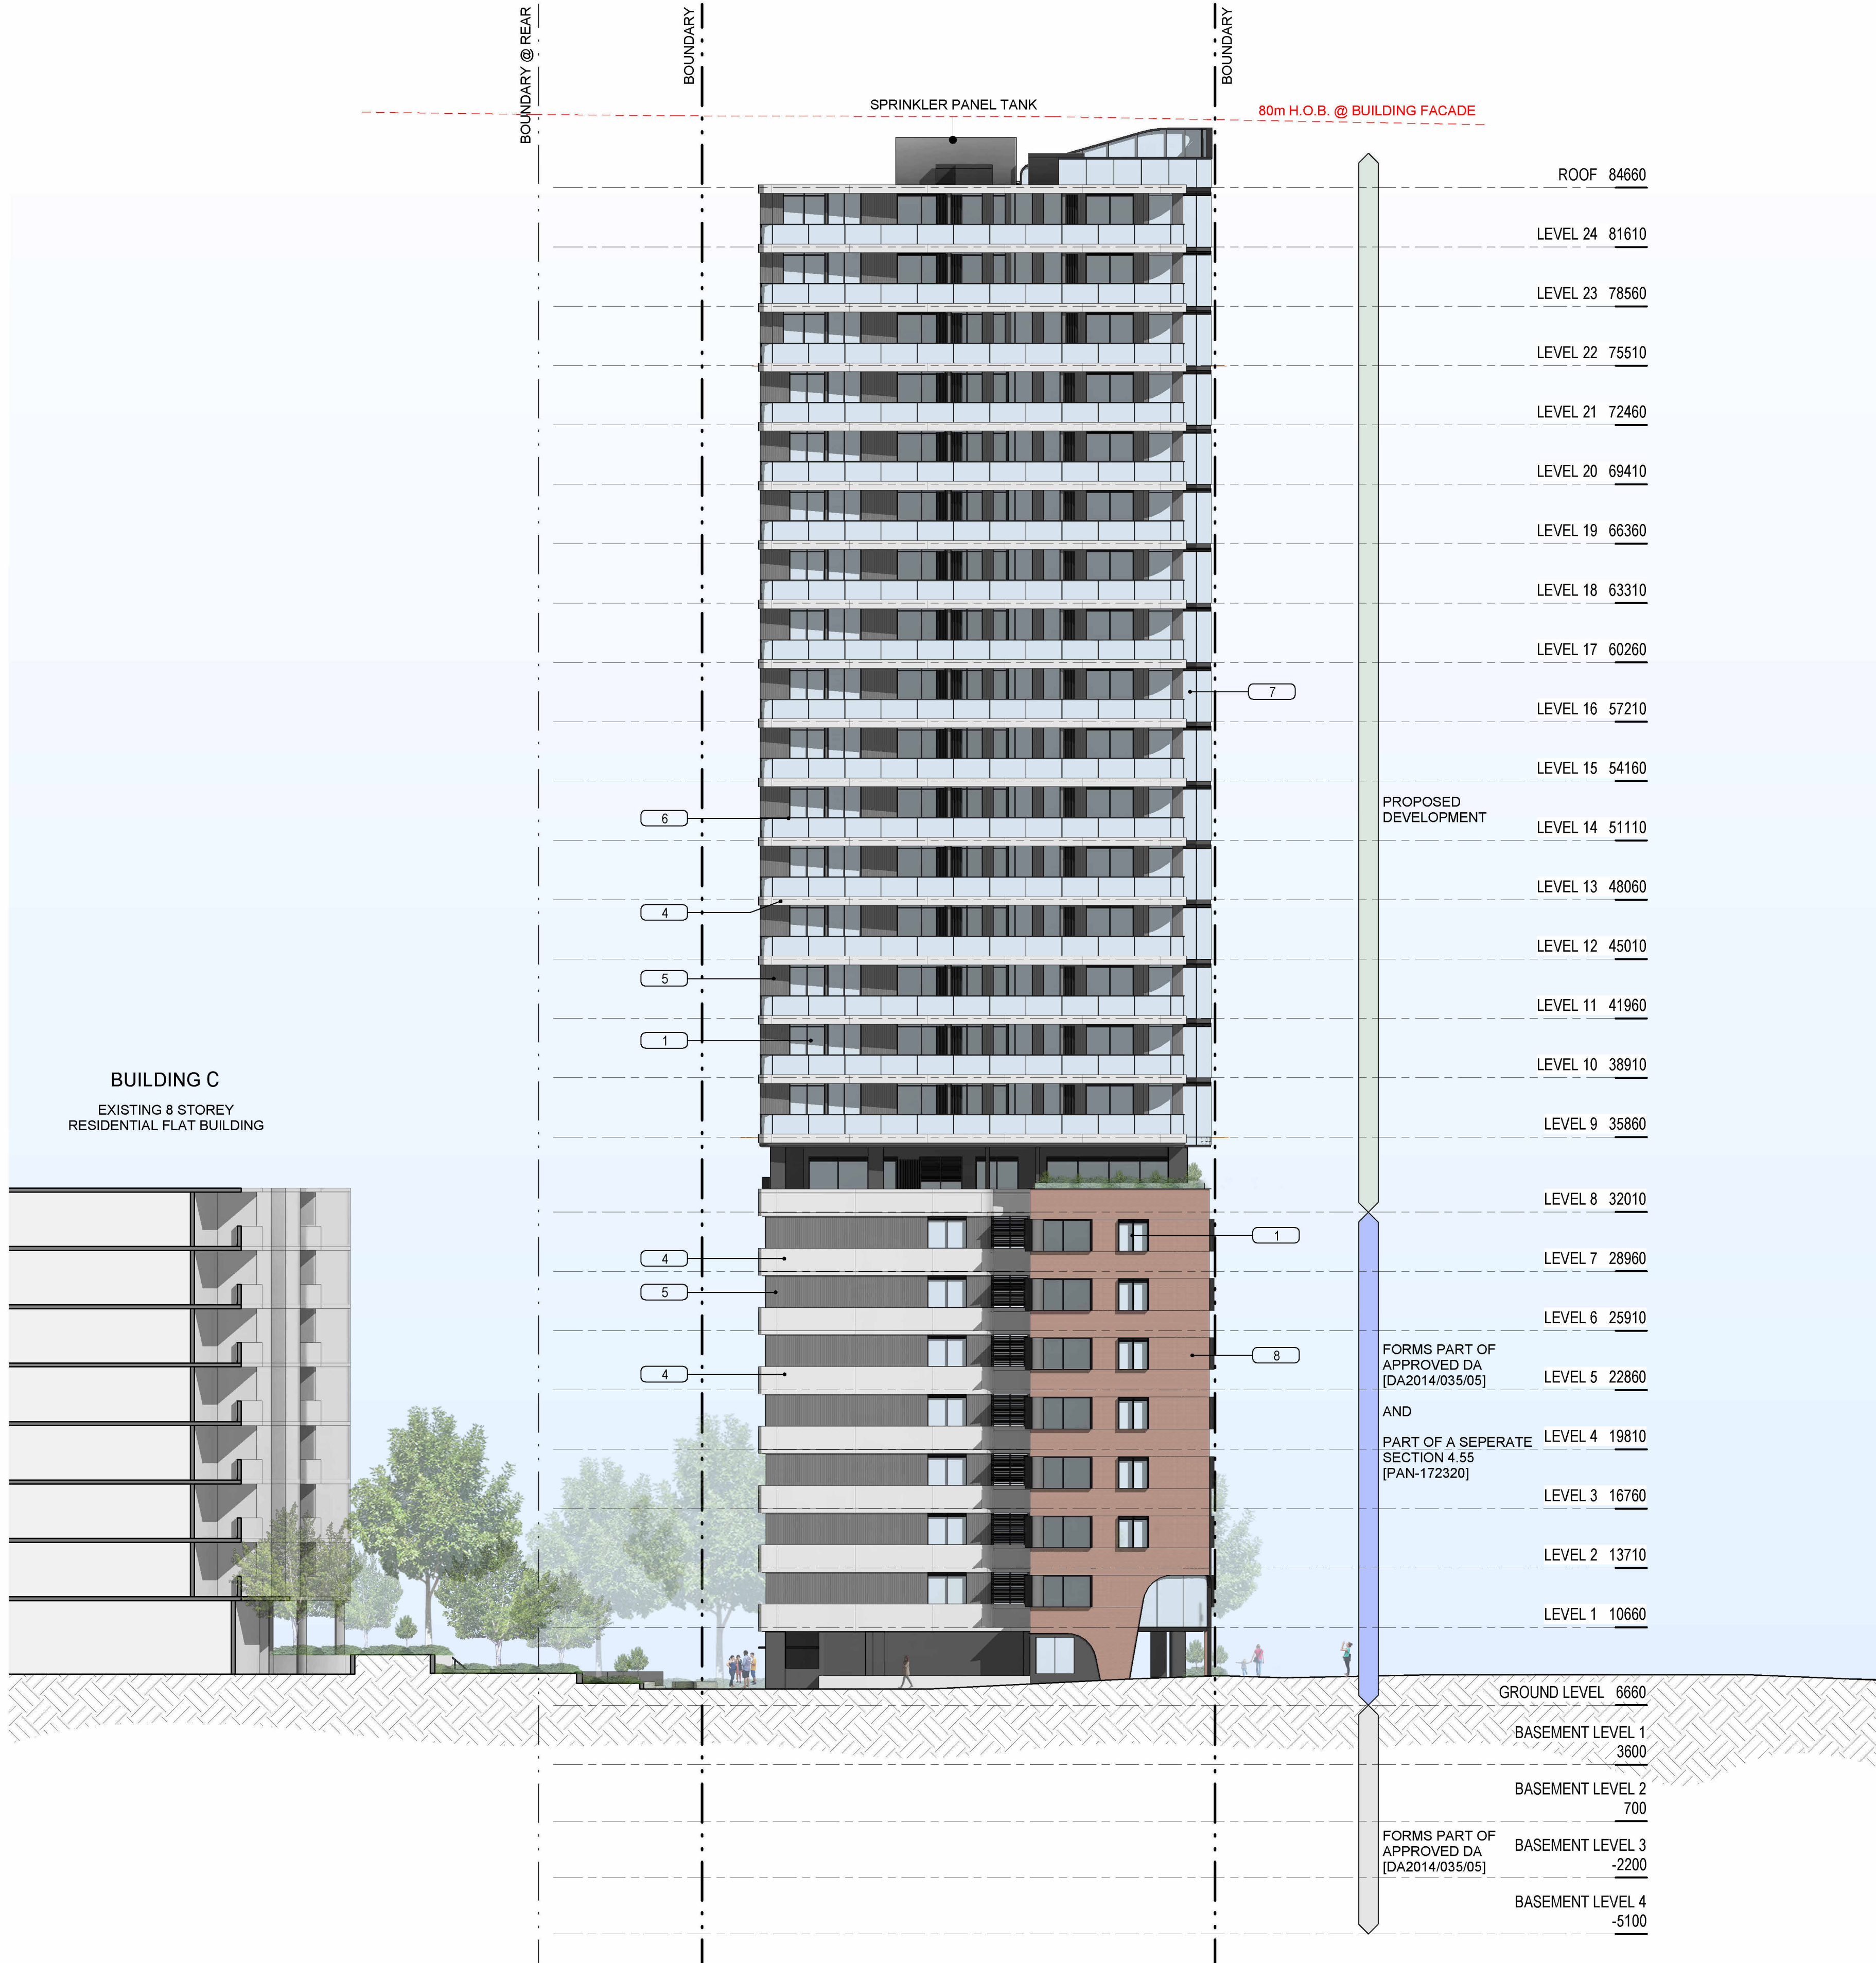 BOUNDARY @ REAR
BOUNDARY
BOUNDARY
SPRINKLER PANEL TANK
80m H.O.B. @ BUILDING FACADE
ROOF 84660
LEVEL 24 81610
LEVEL 23 78560
LEVEL 22 75510
LEVEL 21 72460
LEVEL 20 69410
LEVEL 19 66360
LEVEL 18 63310
LEVEL 17 60260
7
LEVEL 16 57210
LEVEL 15 54160
PROPOSED
DEVELOPMENT
6
LEVEL 14 51110
LEVEL 13 48060
4
LEVEL 12 45010
5
LEVEL 11 41960
1
LEVEL 10 38910
BUILDING C
EXISTING 8 STOREY
RESIDENTIAL FLAT BUILDING
LEVEL 9 35860
LEVEL 8 32010
1
4
LEVEL 7 28960
5
LEVEL 6 25910
8
4
FORMS PART OF
APPROVED DA
[DA2014/035/05]
LEVEL 5 22860
AND
PART OF A SEPERATE
SECTION 4.55
[PAN-172320]
LEVEL 4 19810
LEVEL 3 16760
LEVEL 2 13710
LEVEL 1 10660
GROUND LEVEL 6660
BASEMENT LEVEL 1
3600
BASEMENT LEVEL 2
700
FORMS PART OF
APPROVED DA
[DA2014/035/05]
BASEMENT LEVEL 3
-2200
BASEMENT LEVEL 4
-5100